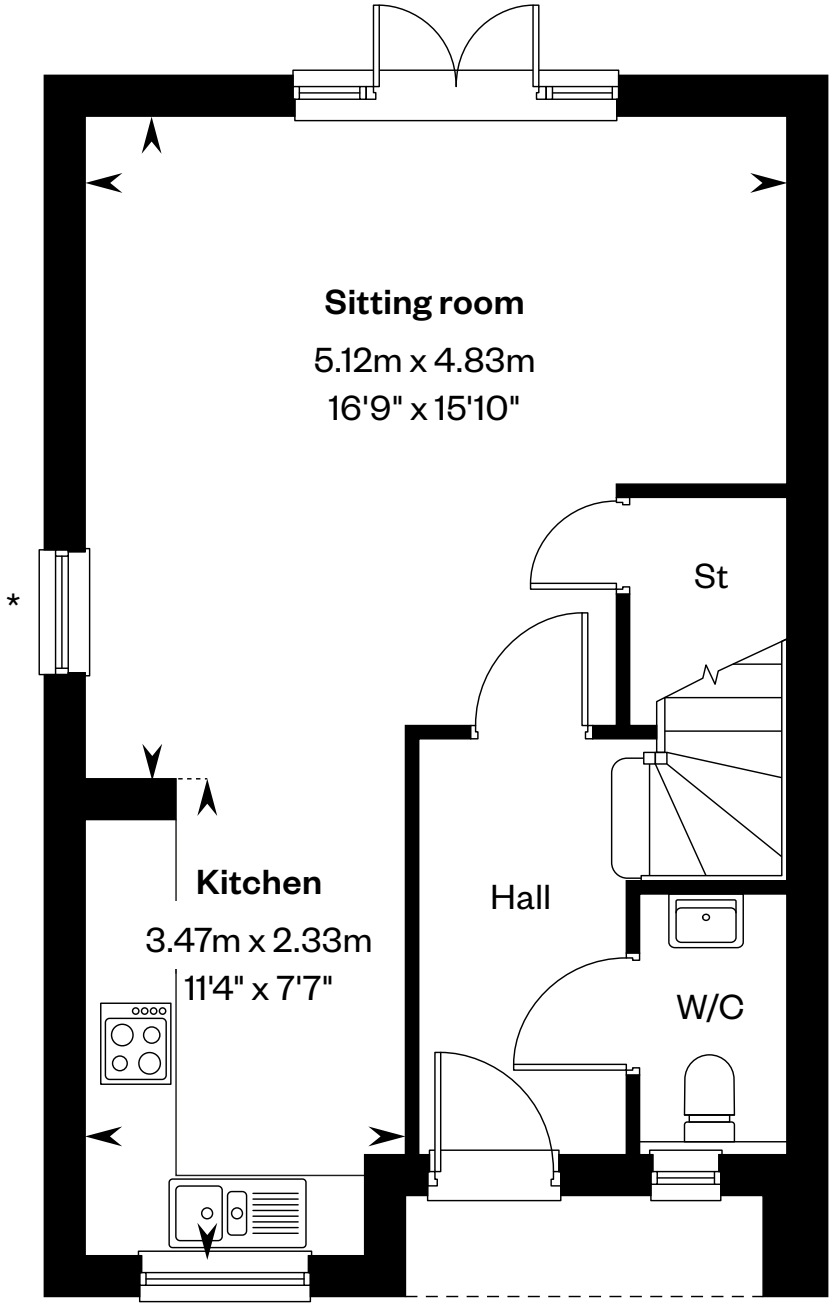 Sitting room
5.12m x 4.83m
16'9" x 15'10"
St
*
Kitchen
3.47m x 2.33m
11'4" x 7'7"
Hall
W/C